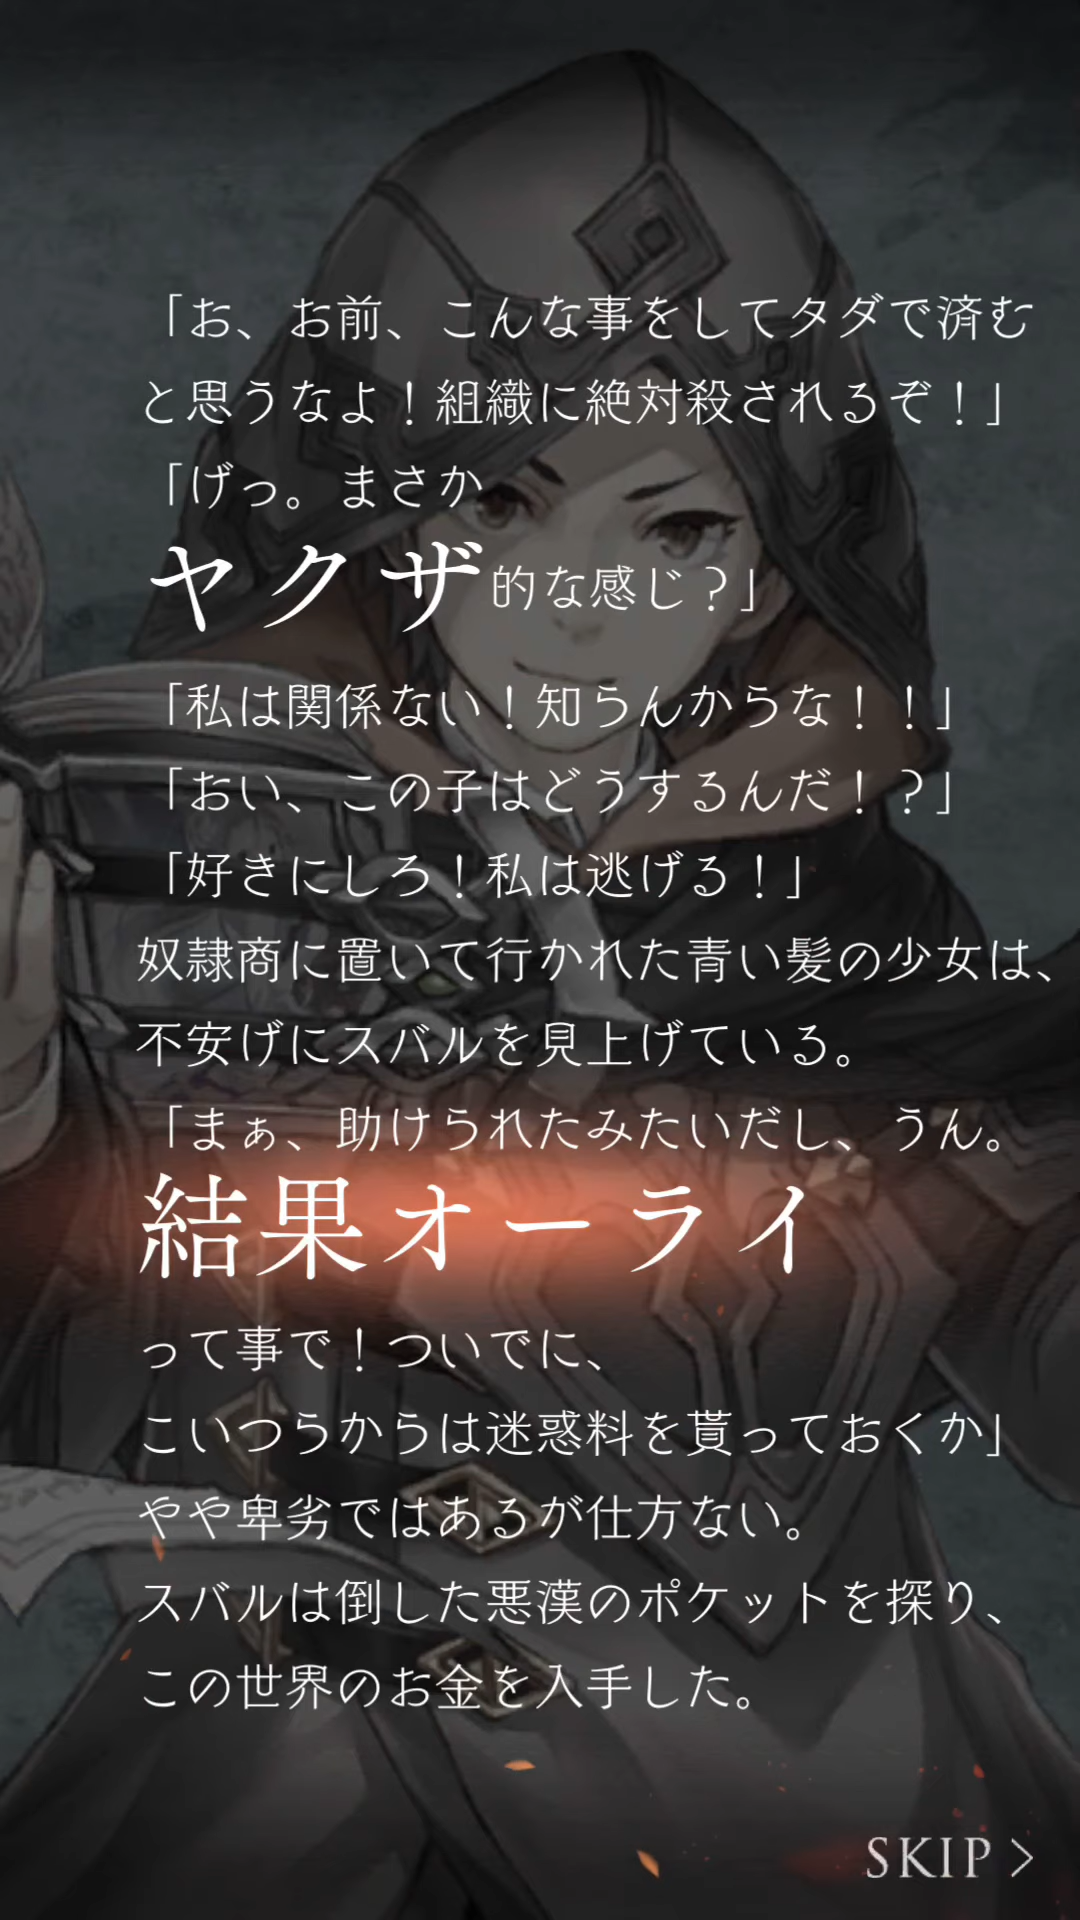 「お、お前、こんな事をしてタダで済む
と思うなよ！組織に絶対殺されるぞ！」
「げっ。まさか
ヤクザ的な感じ？」
「私は関係ない！知らんからな！！」
「おい、この子はどうするんだ！？」
「好きにしろ！私は逃げる！」
奴隷商に置いて行かれた青い髪の少女は、
不安げにスバルを見上げている。
「まぁ、助けられたみたいだし、うん。
結果オーライ
って事で！ついでに、
こいつらからは迷惑料を貰っておくか」
やや卑劣ではあるが仕方ない。
スバルは倒した悪漢のポケットを探り、
この世界のお金を入手した。
SKIP >